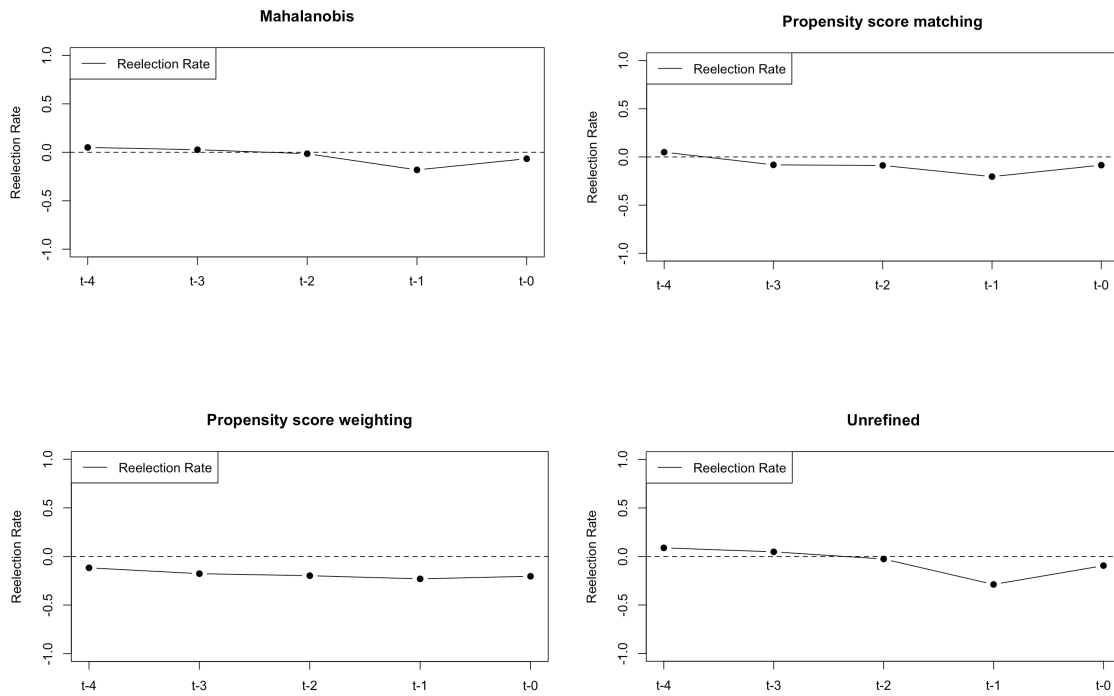 Mahalanobis
Reelection Rate
Reelection Rate
1.0
0.5
0.0
-0.5
-1.0
t-4 t-3 t-2 t-1 t-0
Propensity score matching
Reelection Rate
Reelection Rate
1.0
0.5
0.0
-0.5
-1.0
t-4 t-3 t-2 t-1 t-0
Propensity score weighting
Reelection Rate
Reelection Rate
1.0
0.5
0.0
-0.5
-1.0
t-4 t-3 t-2 t-1 t-0
Unrefined
Reelection Rate
Reelection Rate
1.0
0.5
0.0
-0.5
-1.0
t-4 t-3 t-2 t-1 t-0